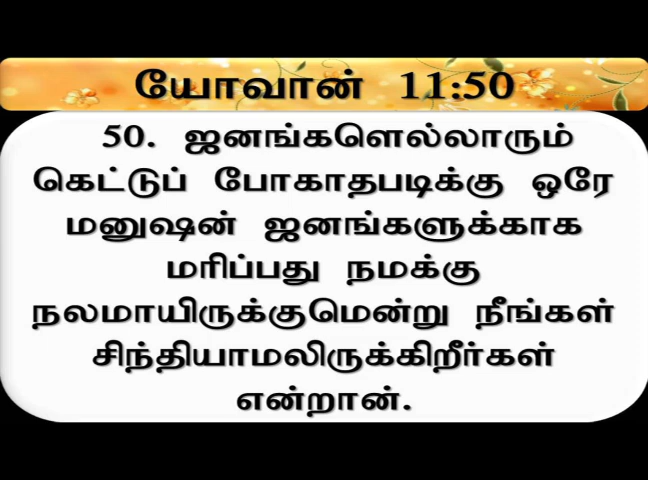 யோவான் 11:50
50. ஜனங்களெல்லாரும்
கெட்டுப் போகாதபடிக்கு ஒரே
மனுஷன் ஜனங்களுக்காக
மரிப்பது நமக்கு
நலமாயிருக்குமென்று நீங்கள்
சிந்தியாமலிருக்கிறீர்கள்
என்றான்.